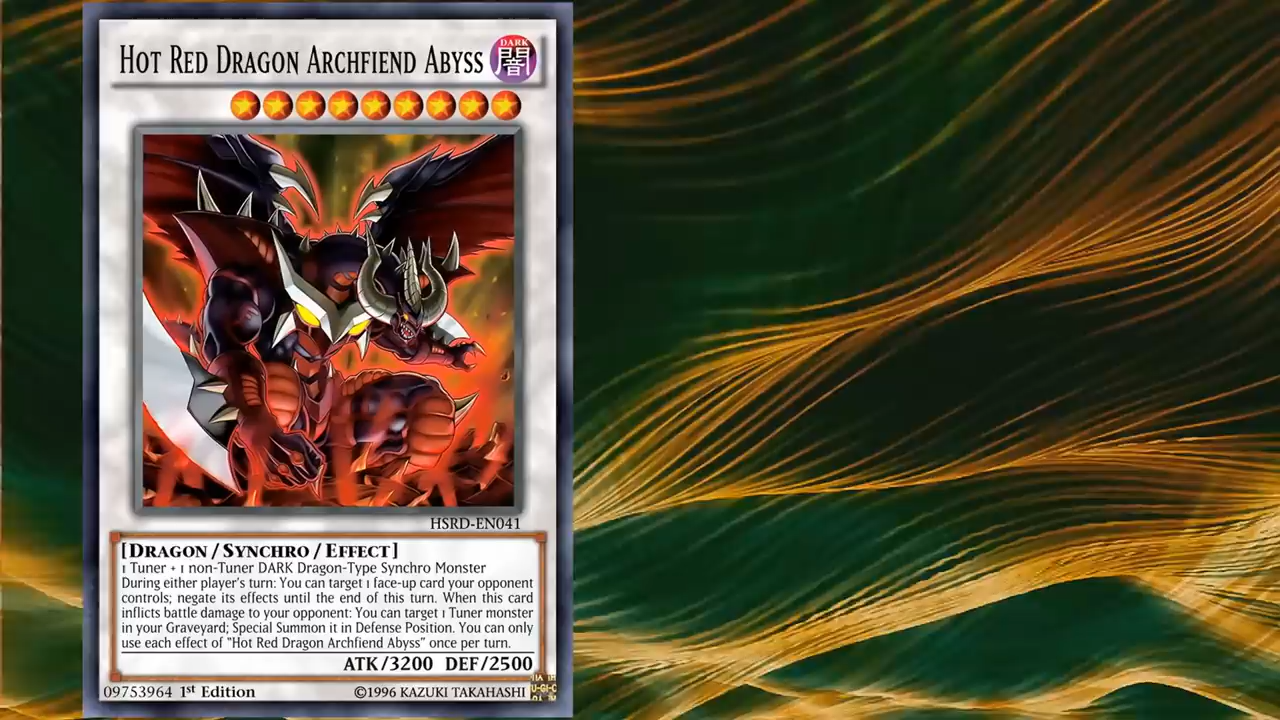 HOT RED DRAGON ARCHFIEND ABYSS
DARK
闇
HSRD-EN041
[DRAGON / SYNCHRO / EFFECT]
1 Tuner + 1 non-Tuner DARK Dragon-Type Synchro Monster
During either player's turn: You can target 1 face-up card your opponent
controls; negate its effects until the end of this turn. When this card
inflicts battle damage to your opponent: You can target 1 Tuner monster
in your Graveyard; Special Summon it in Defense Position. You can only
use each effect of "Hot Red Dragon Archfiend Abyss" once per turn.
ATK/3200 DEF/2500
09753964 1st Edition ©1996 KAZUKI TAKAHASHI